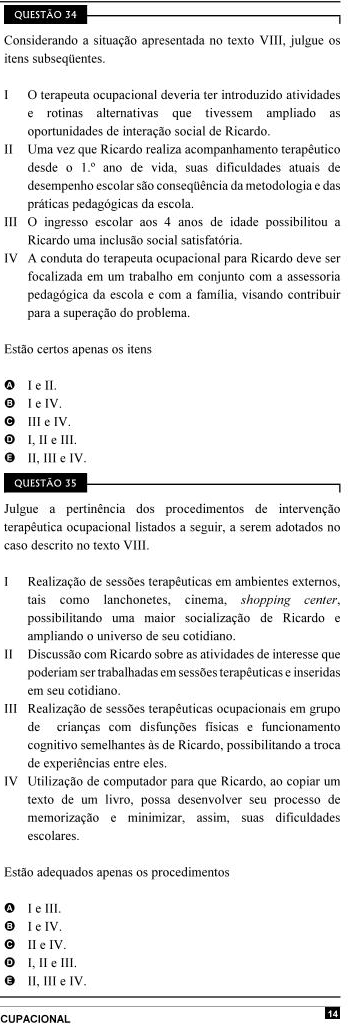 QUESTÃO 34
Considerando a situação apresentada no texto VIII, julgue os
itens subseqüentes.
I O terapeuta ocupacional deveria ter introduzido atividades
e rotinas alternativas que tivessem ampliado as
oportunidades de interação social de Ricardo.
II Uma vez que Ricardo realiza acompanhamento terapêutico
desde o 1.º ano de vida, suas dificuldades atuais de
desempenho escolar são conseqüência da metodologia e das
práticas pedagógicas da escola.
III O ingresso escolar aos 4 anos de idade possibilitou a
Ricardo uma inclusão social satisfatória.
IV A conduta do terapeuta ocupacional para Ricardo deve ser
focalizada em um trabalho em conjunto com a assessoria
pedagógica da escola e com a família, visando contribuir
para a superação do problema.
Estão certos apenas os itens
A I e II.
B I e IV.
C III e IV.
D I, II e III.
E II, III e IV.
QUESTÃO 35
Julgue a pertinência dos procedimentos de intervenção
terapêutica ocupacional listados a seguir, a serem adotados no
caso descrito no texto VIII.
I Realização de sessões terapêuticas em ambientes externos,
tais como lanchonetes, cinema, shopping center,
possibilitando uma maior socialização de Ricardo e
ampliando o universo de seu cotidiano.
II Discussão com Ricardo sobre as atividades de interesse que
poderiam ser trabalhadas em sessões terapêuticas e inseridas
em seu cotidiano.
III Realização de sessões terapêuticas ocupacionais em grupo
de crianças com disfunções físicas e funcionamento
cognitivo semelhantes às de Ricardo, possibilitando a troca
de experiências entre eles.
IV Utilização de computador para que Ricardo, ao copiar um
texto de um livro, possa desenvolver seu processo de
memorização e minimizar, assim, suas dificuldades
escolares.
Estão adequados apenas os procedimentos
A I e III.
B I e IV.
C II e IV.
D I, II e III.
E II, III e IV.
14
CUPACIONAL